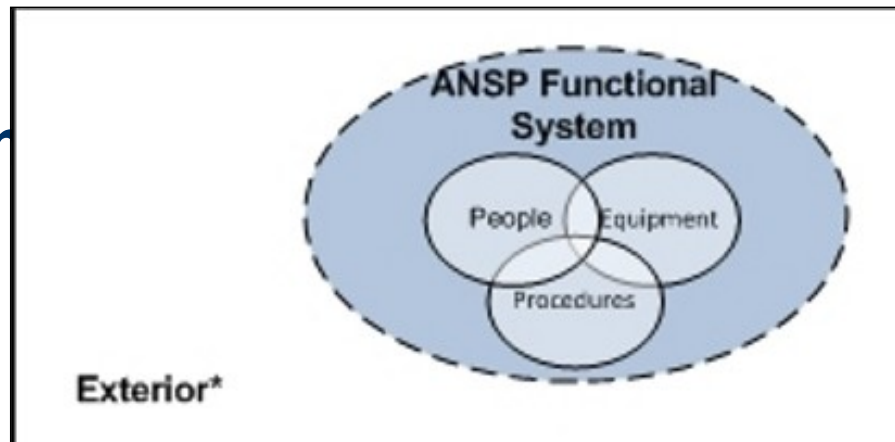 ANSP Functional
System
People
Equipment
Procedures
Exterior*